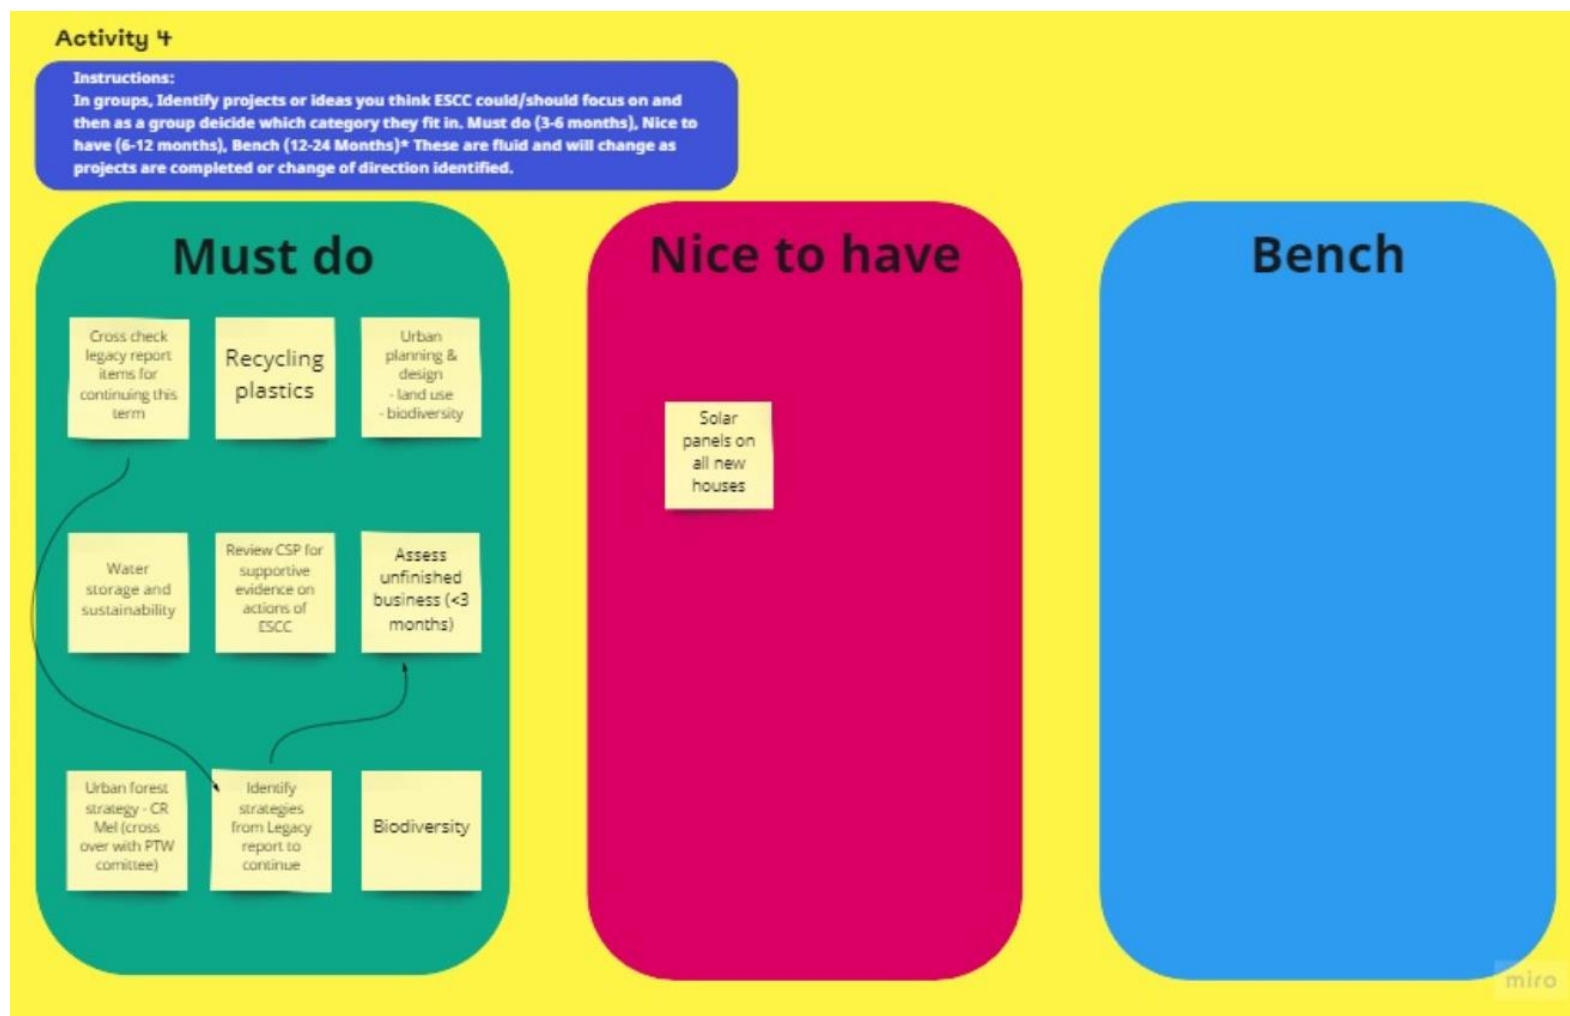 Activity 4
Instructions:
In groups, Identify projects or ideas you think ESCC could/should focus on and
then as a group deicide which category they fit in. Must do (3-6 months), Nice to
have (6-12 months), Bench (12-24 Months)* These are fluid and will change as
projects are completed or change of direction identified.
Must do
Cross check
legacy report
items for
continuing this
term
Recycling
plastics
Urban
planning &
design
- land use
- biodiversity
Water
storage and
sustainability
Review CSP for
supportive
evidence on
actions of
ESCC
Assess
unfinished
business (<3
months)
Urban forest
strategy - CR
Mel (cross
over with PTW
comittee)
Identify
strategies
from Legacy
report to
continue
Biodiversity
Nice to have
Solar
panels on
all new
houses
Bench
miro